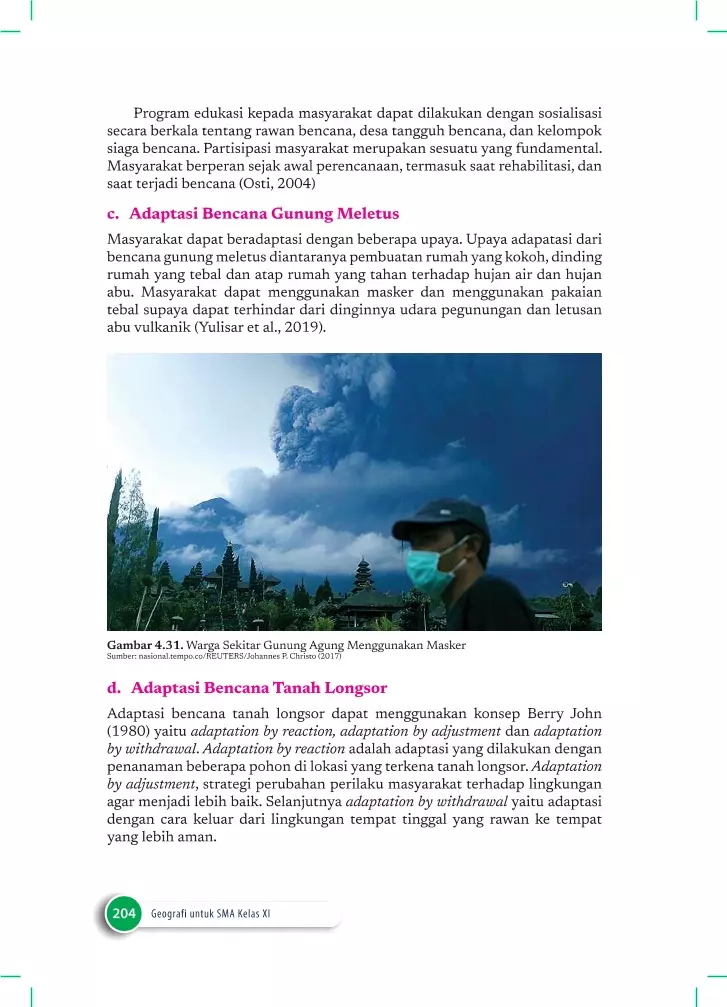 Program edukasi kepada masyarakat dapat dilakukan dengan sosialisasi
secara berkala tentang rawan bencana, desa tangguh bencana, dan kelompok
siaga bencana. Partisipasi masyarakat merupakan sesuatu yang fundamental.
Masyarakat berperan sejak awal perencanaan, termasuk saat rehabilitasi, dan
saat terjadi bencana (Osti, 2004)
c. Adaptasi Bencana Gunung Meletus
Masyarakat dapat beradaptasi dengan beberapa upaya. Upaya adapatasi dari
bencana gunung meletus diantaranya pembuatan rumah yang kokoh, dinding
rumah yang tebal dan atap rumah yang tahan terhadap hujan air dan hujan
abu. Masyarakat dapat menggunakan masker dan menggunakan pakaian
tebal supaya dapat terhindar dari dinginnya udara pegunungan dan letusan
abu vulkanik (Yulisar et al., 2019).
Gambar 4.31. Warga Sekitar Gunung Agung Menggunakan Masker
Sumber: nasional.tempo.co/REUTERS/Johannes P. Christo (2017)
d. Adaptasi Bencana Tanah Longsor
Adaptasi bencana tanah longsor dapat menggunakan konsep Berry John
(1980) yaitu adaptation by reaction, adaptation by adjustment dan adaptation
by withdrawal. Adaptation by reaction adalah adaptasi yang dilakukan dengan
penanaman beberapa pohon di lokasi yang terkena tanah longsor. Adaptation
by adjustment, strategi perubahan perilaku masyarakat terhadap lingkungan
agar menjadi lebih baik. Selanjutnya adaptation by withdrawal yaitu adaptasi
dengan cara keluar dari lingkungan tempat tinggal yang rawan ke tempat
yang lebih aman.
204 Geografi untuk SMA Kelas XI